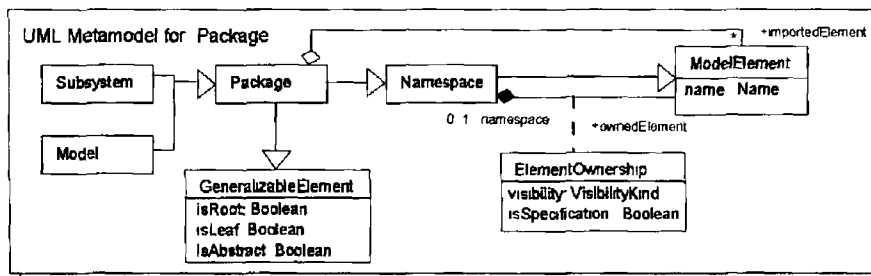 UML Metamodel for Package
* +importedElement
ModelElement
name Name
Subsystem
Package
Namespace
0 1 namespace
+ownedElement
Model
GeneralizableElement
isRoot: Boolean
isLeaf Boolean
isAbstract Boolean
ElementOwnership
visibility: VisibilityKind
isSpecification Boolean